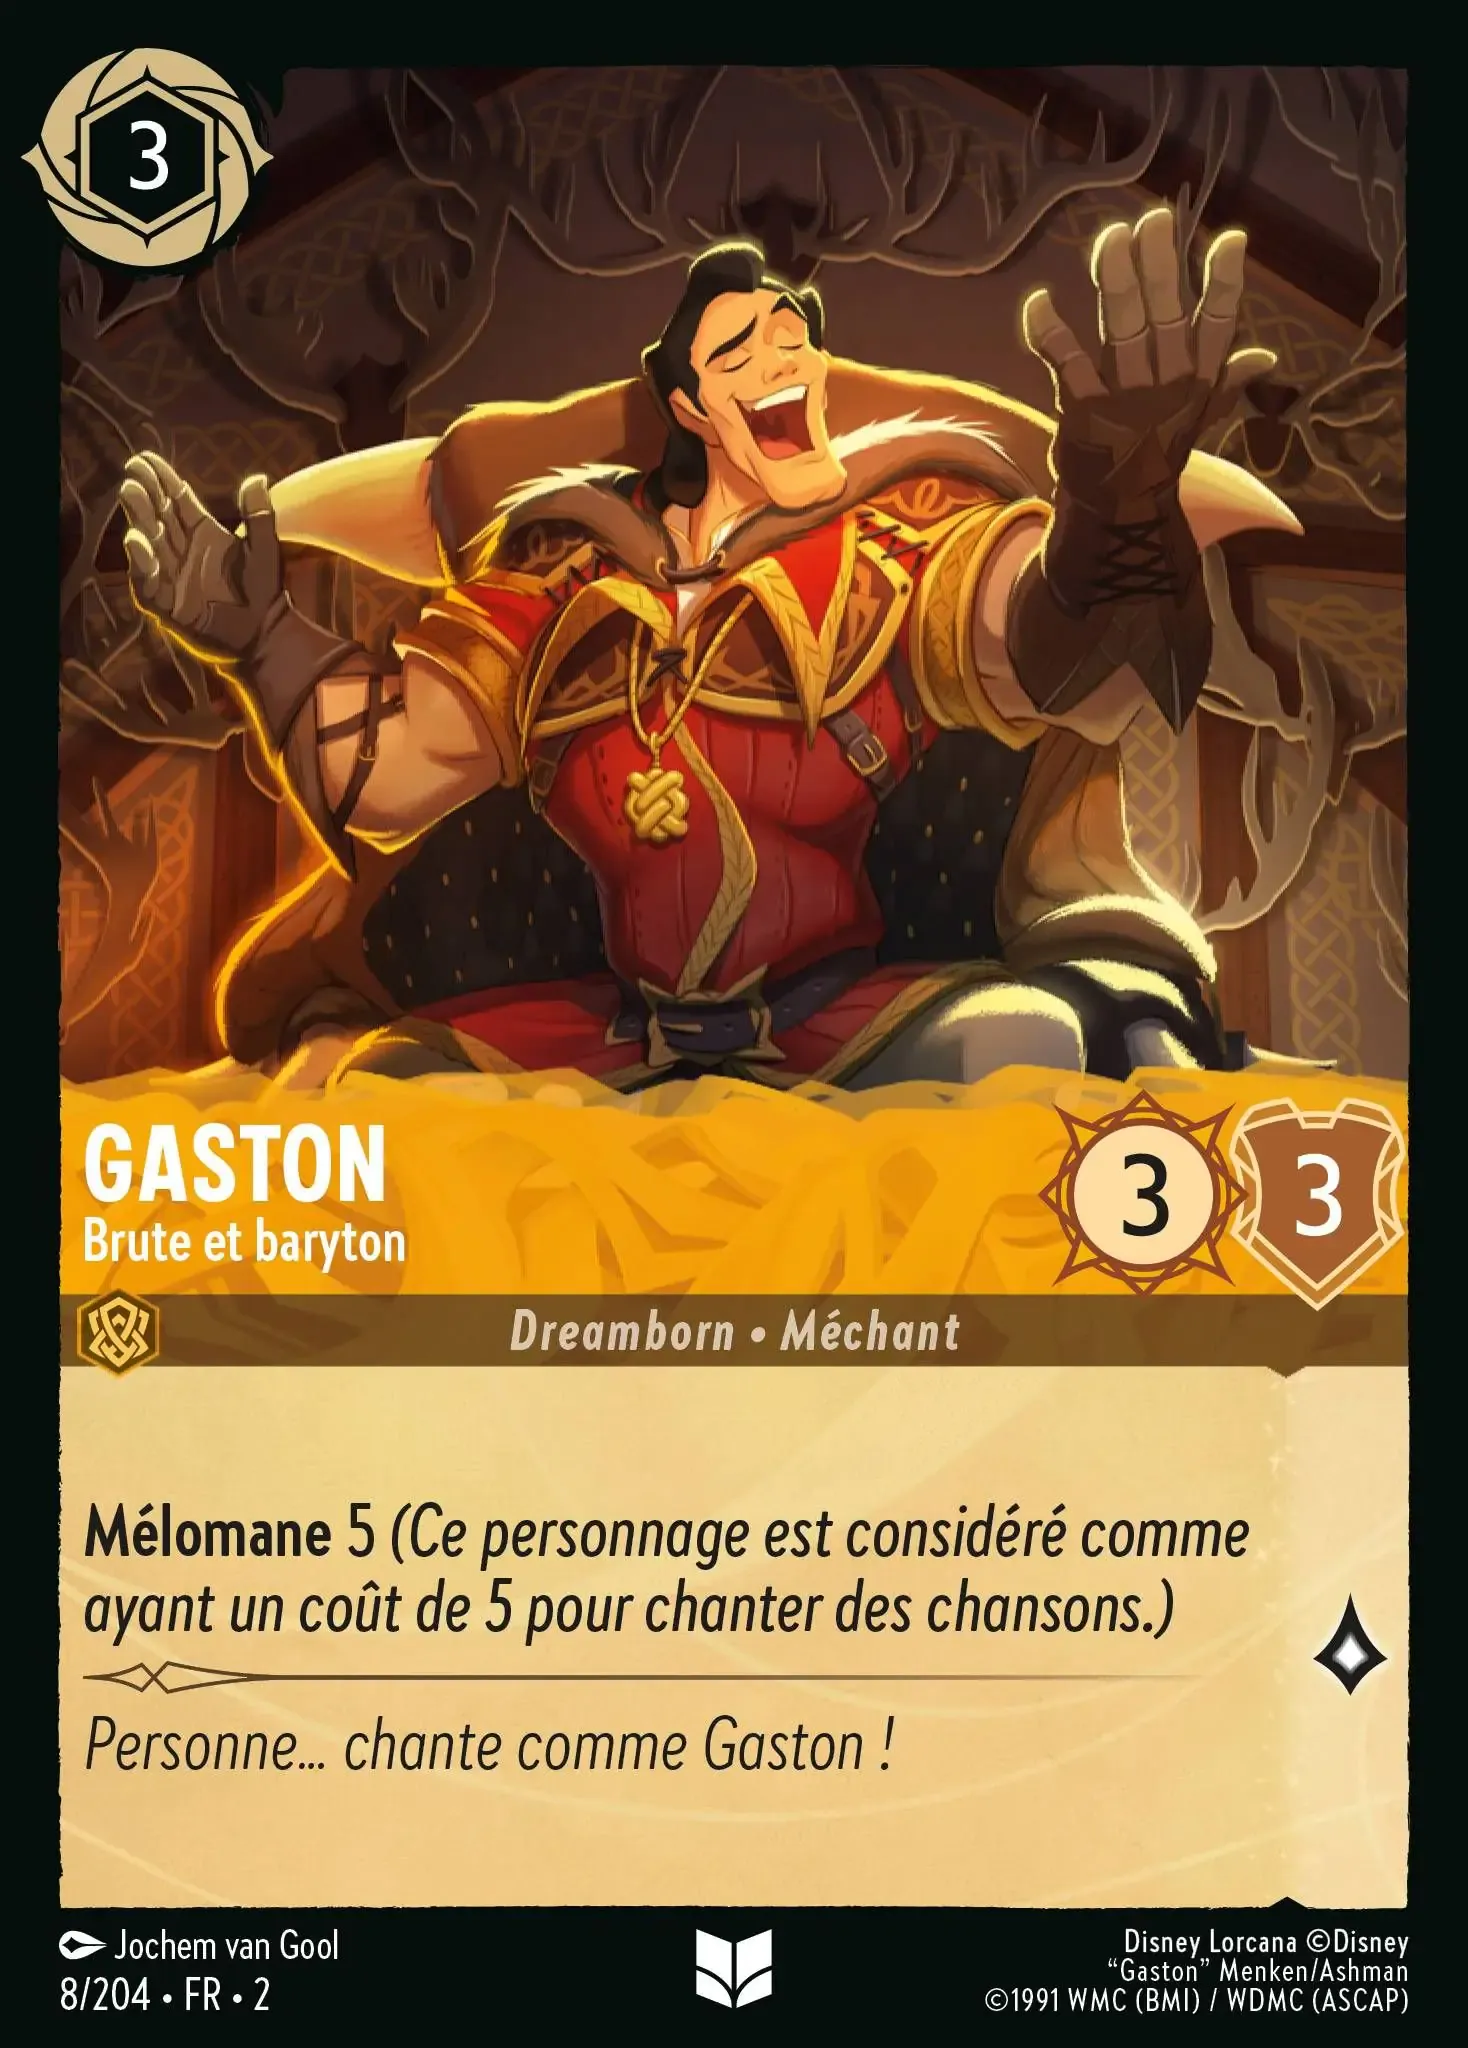 3
GASTON
Brute et baryton
3
3
Dreamborn • Méchant
Mélomane 5 (Ce personnage est considéré comme
ayant un coût de 5 pour chanter des chansons.)
Personne... chante comme Gaston !
Jochem van Gool
8/204 • FR • 2
Disney Lorcana ©Disney
“Gaston” Menken/Ashman
©1991 WMC (BMI) / WDMC (ASCAP)